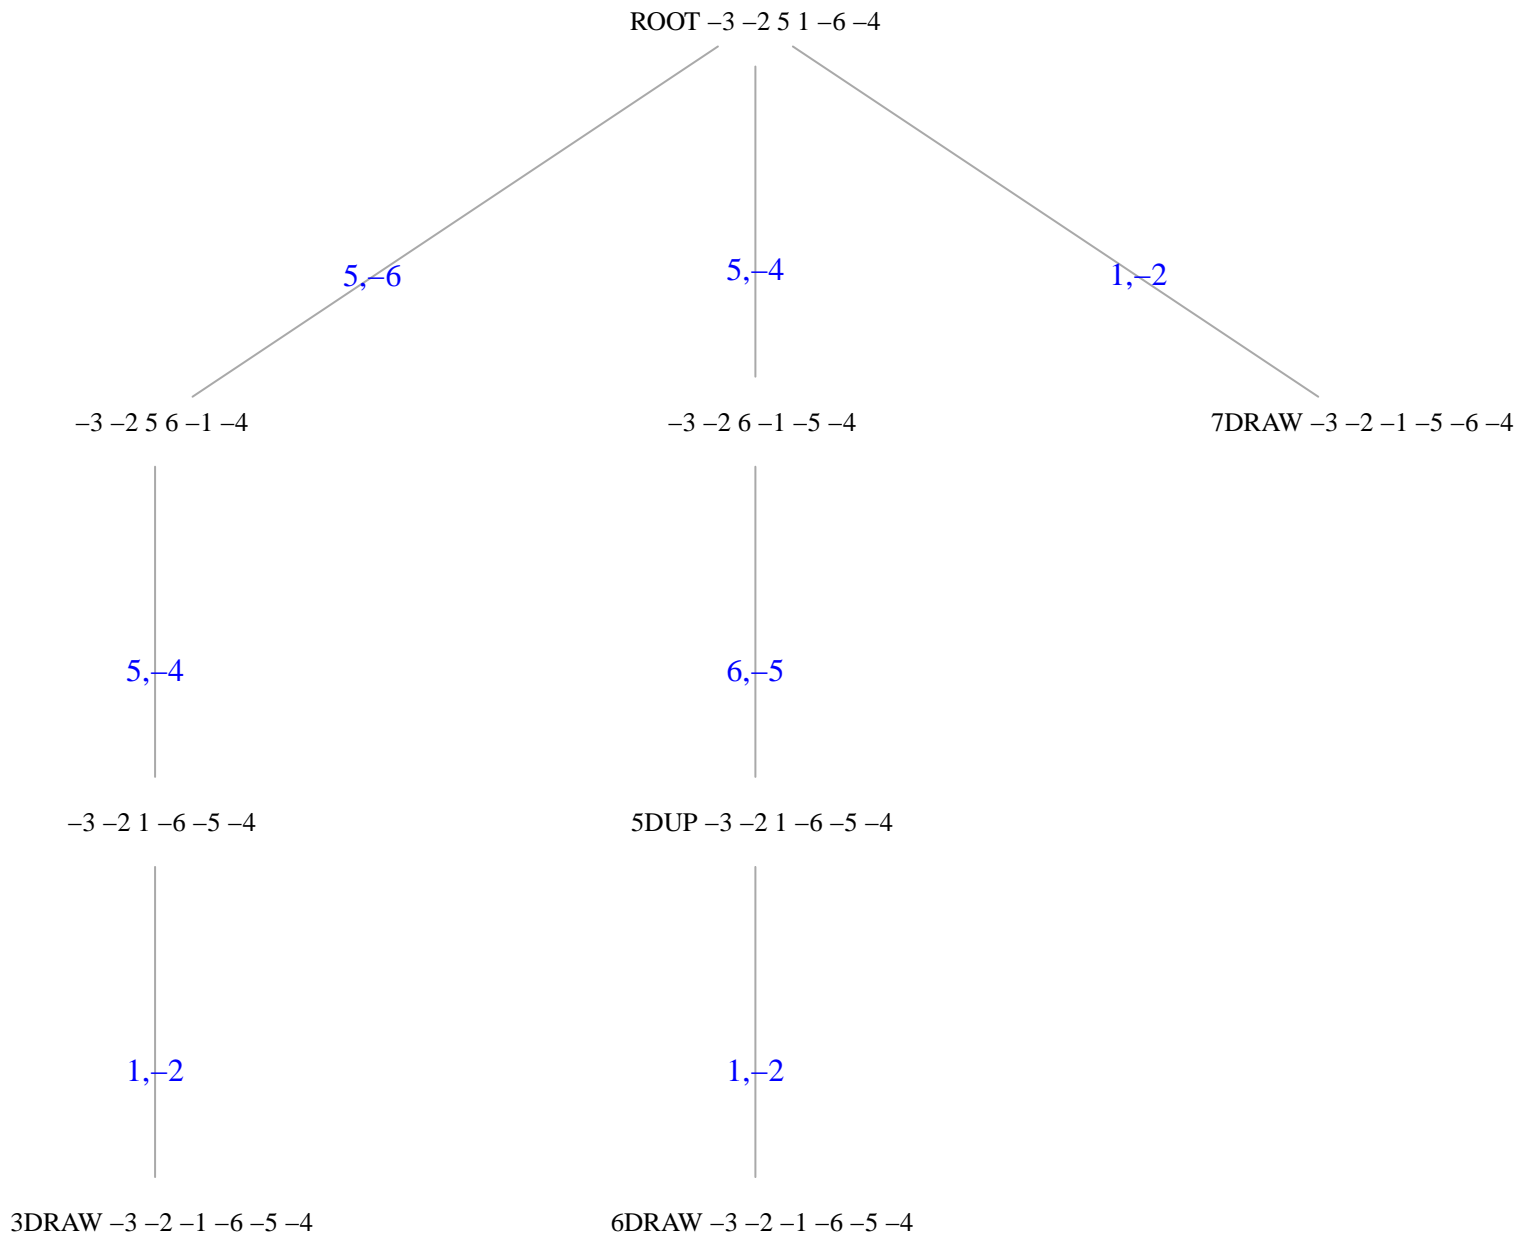 ROOT –3 –2 5 1 –6 –4
5,–6
5,–4
1,–2
–3 –2 5 6 –1 –4
–3 –2 6 –1 –5 –4
7DRAW –3 –2 –1 –5 –6 –4
5,–4
6,–5
–3 –2 1 –6 –5 –4
5DUP –3 –2 1 –6 –5 –4
1,–2
1,–2
3DRAW –3 –2 –1 –6 –5 –4
6DRAW –3 –2 –1 –6 –5 –4